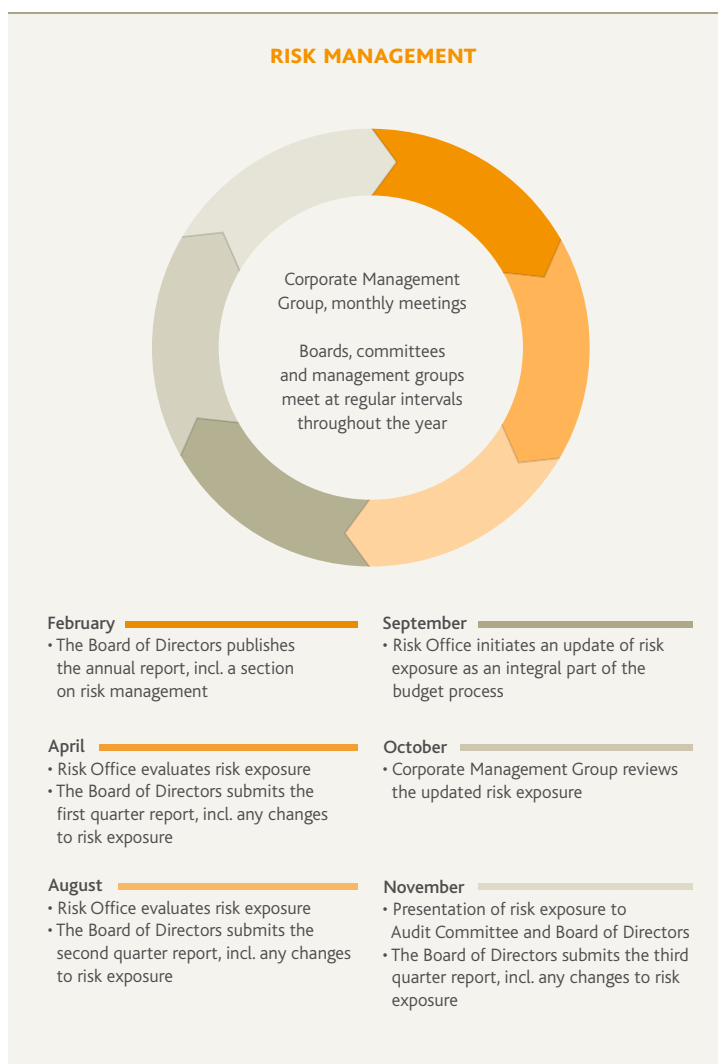 RISK MANAGEMENT
Corporate Management
Group, monthly meetings
Boards, committees
and management groups
meet at regular intervals
throughout the year
February
• The Board of Directors publishes
the annual report, incl. a section
on risk management
April
• Risk Office evaluates risk exposure
• The Board of Directors submits the
first quarter report, incl. any changes
to risk exposure
August
• Risk Office evaluates risk exposure
• The Board of Directors submits the
second quarter report, incl. any changes
to risk exposure
September
• Risk Office initiates an update of risk
exposure as an integral part of the
budget process
October
• Corporate Management Group reviews
the updated risk exposure
November
• Presentation of risk exposure to
Audit Committee and Board of Directors
• The Board of Directors submits the third
quarter report, incl. any changes to risk
exposure